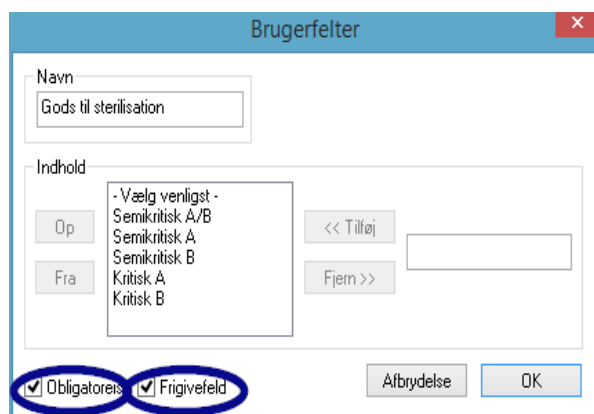 Brugerfelter
Navn
Gods til sterilisation
Indhold
- Vælg venligst -
Semikritisk A/B
Semikritisk A
Semikritisk B
Kritisk A
Kritisk B
Op
Fra
<< Tilføj
Fjern >>
Obligatoreis
Frigivefeld
Afbrydelse
OK